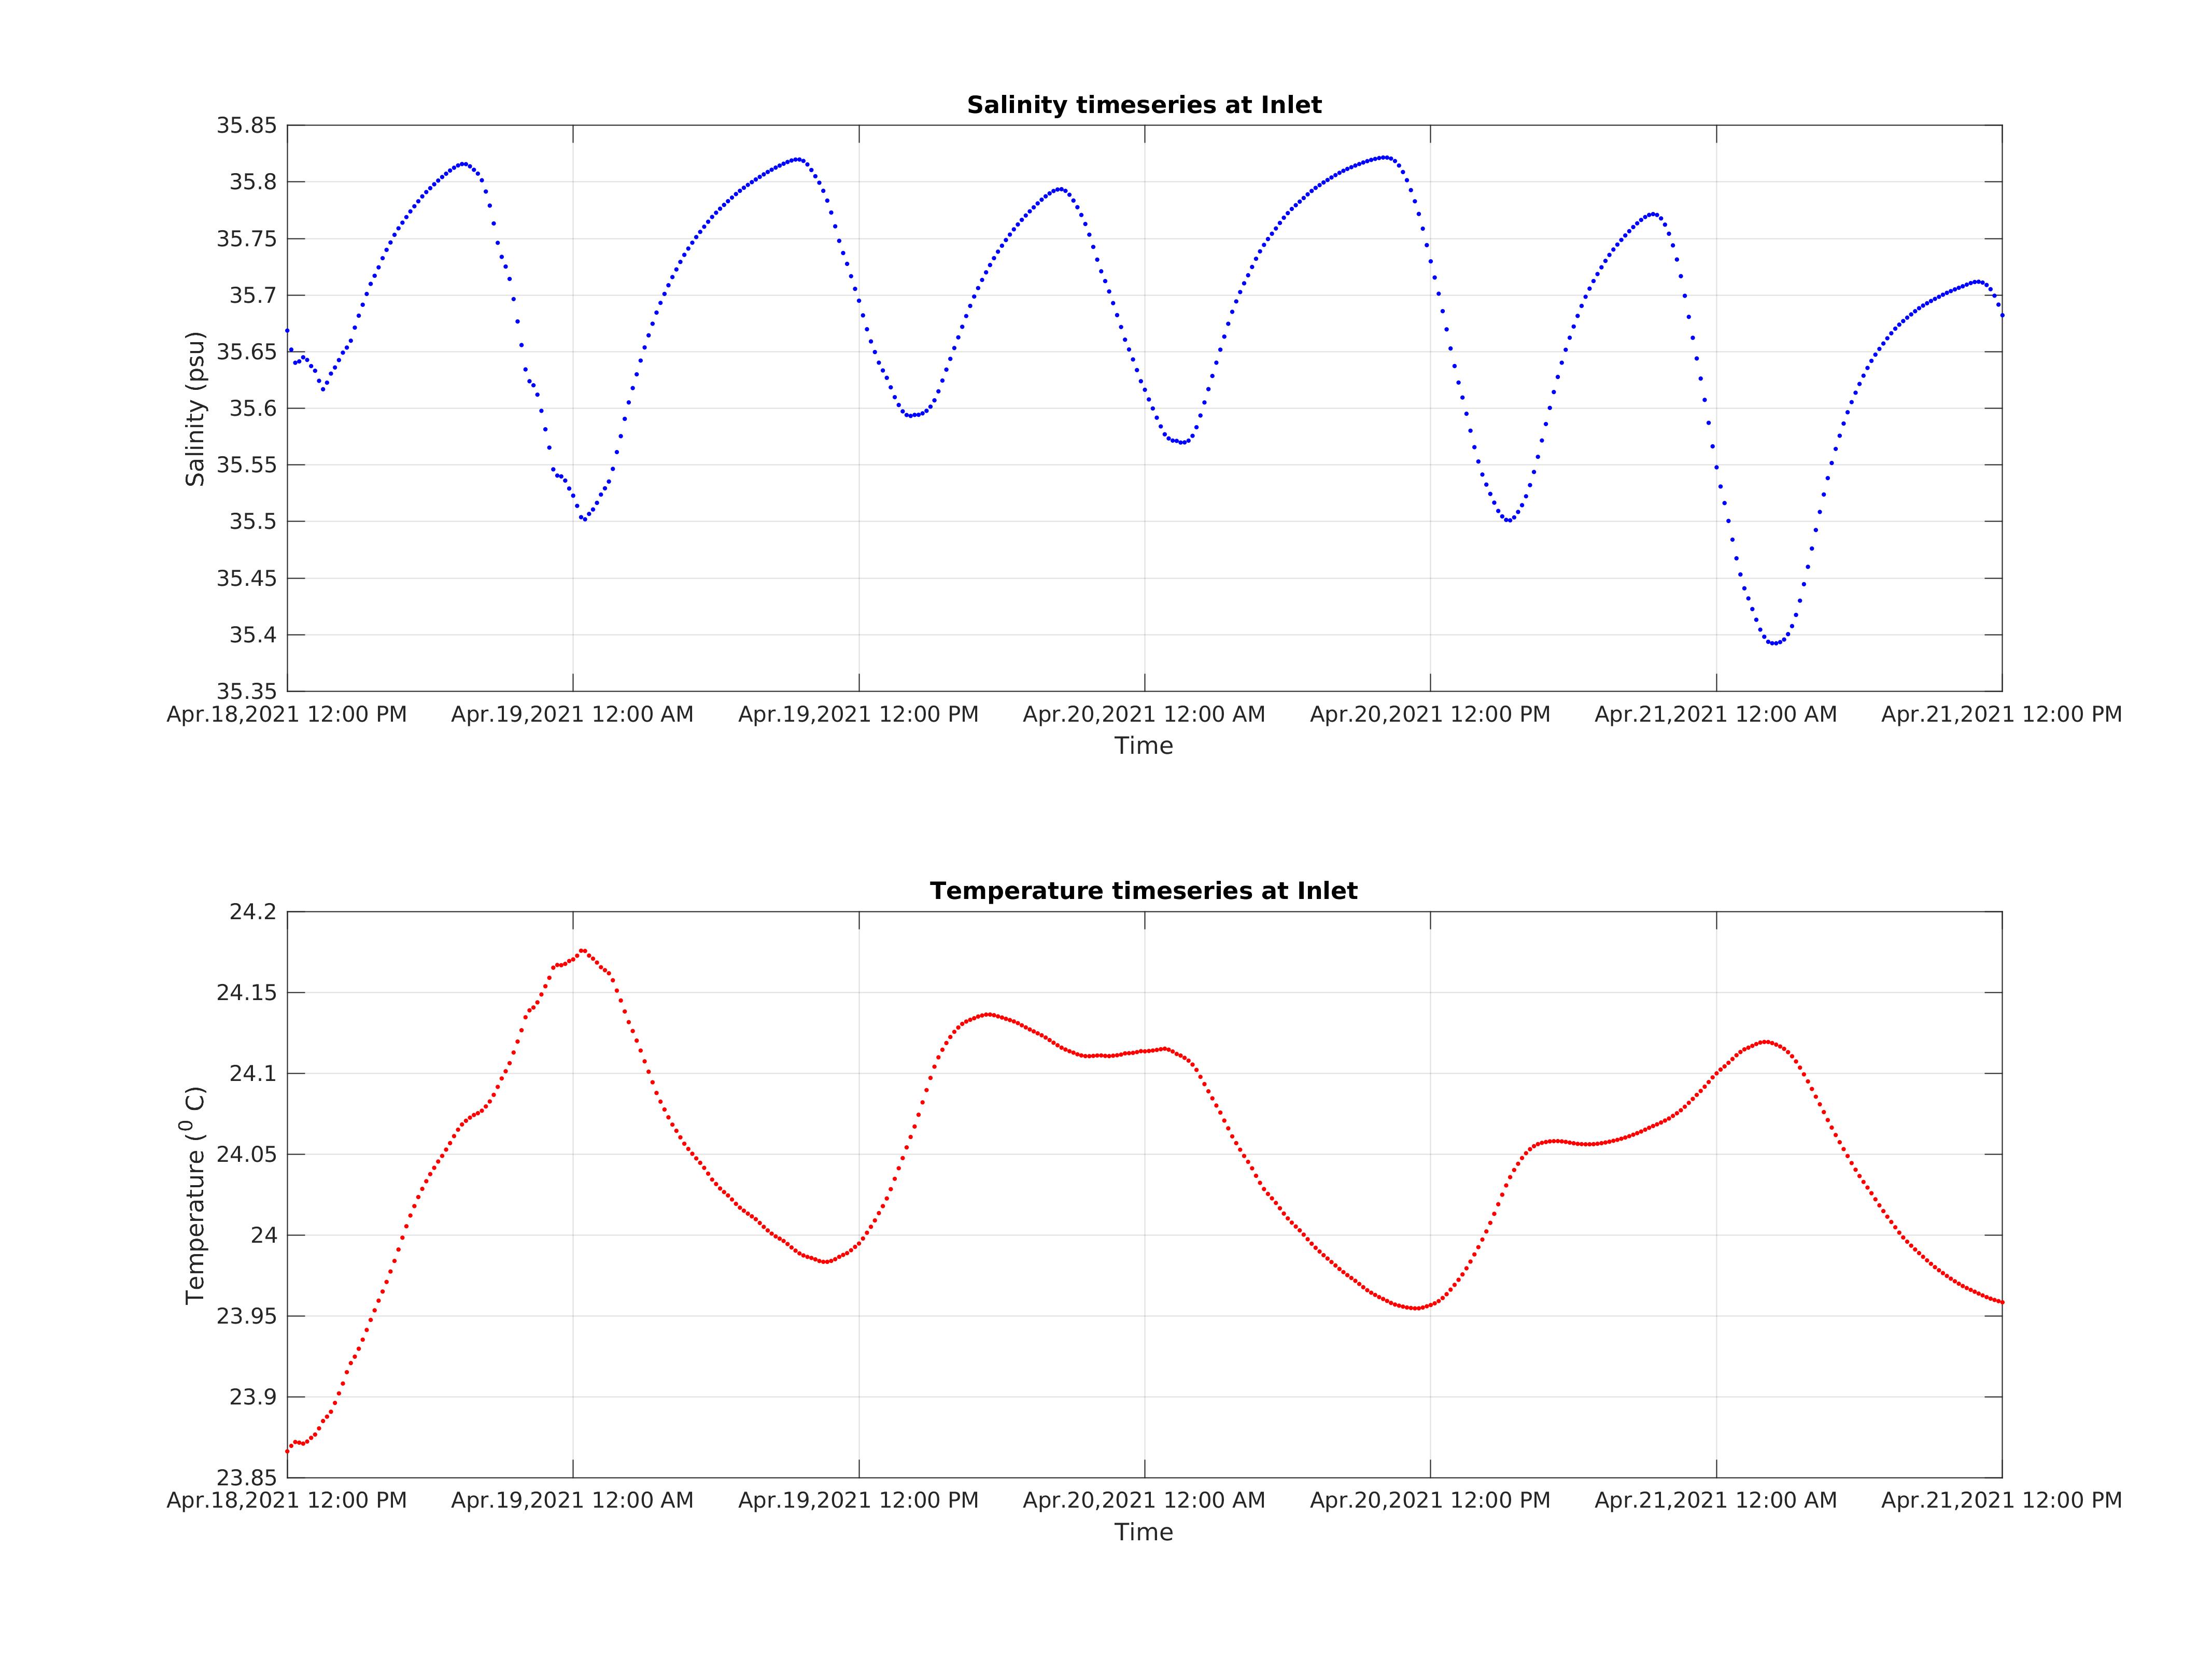 Salinity timeseries at Inlet
35.85
35.8
35.75
35.7
35.65
35.6
35.55
35.5
35.45
35.4
35.35
Salinity (psu)
Apr.18,2021 12:00 PM Apr.19,2021 12:00 AM Apr.19,2021 12:00 PM Apr.20,2021 12:00 AM Apr.20,2021 12:00 PM Apr.21,2021 12:00 AM Apr.21,2021 12:00 PM
Time
Temperature timeseries at Inlet
24.2
24.15
24.1
24.05
24
23.95
23.9
23.85
Temperature (⁰ C)
Apr.18,2021 12:00 PM Apr.19,2021 12:00 AM Apr.19,2021 12:00 PM Apr.20,2021 12:00 AM Apr.20,2021 12:00 PM Apr.21,2021 12:00 AM Apr.21,2021 12:00 PM
Time